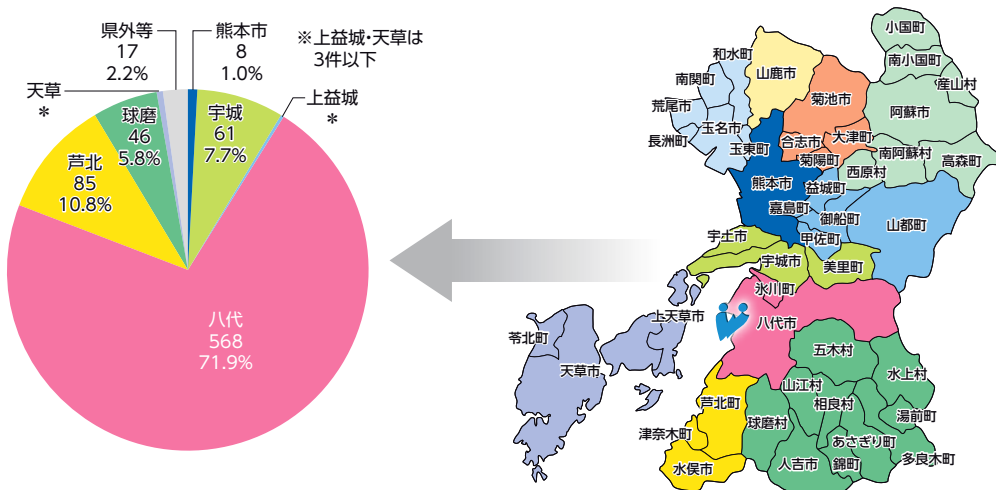 県外等
17
2.2%
熊本市
8
1.0%
※上益城・天草は
3件以下
天草
*
球磨
46
5.8%
宇城
61
7.7%
上益城
*
芦北
85
10.8%
八代
568
71.9%
小国町
南小国町
産山村
和水町
山鹿市
南関町
菊池市
阿蘇市
荒尾市
玉名市
長洲町
玉東町
合志市
大津町
菊陽町
南阿蘇村
高森町
西原村
熊本市
益城町
嘉島町
御船町
山都町
甲佐町
宇土市
宇城市
美里町
氷川町
上天草市
八代市
苓北町
天草市
五木村
水上村
山江村
芦北町
相良村
湯前町
球磨村
津奈木町
あさぎり町
多良木町
水俣市
人吉市
錦町